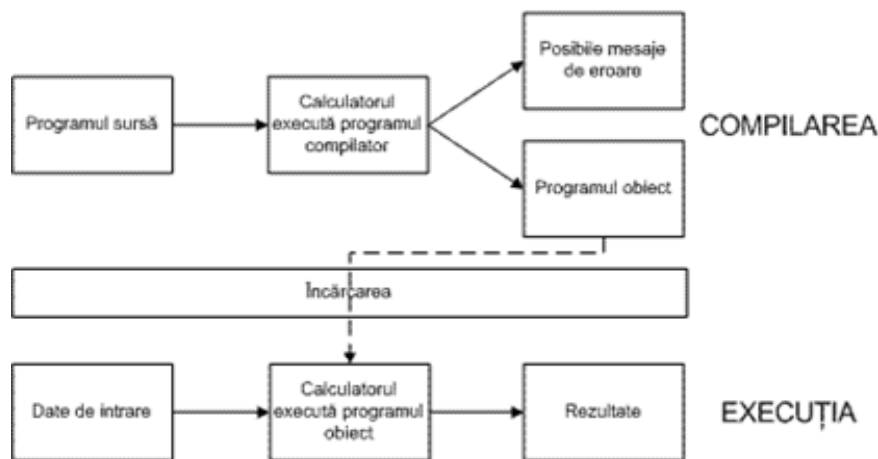 Posibile mesaje
de eroare
Programul sursă
Calculatorul
execută programul
compilator
COMPILAREA
Programul obiect
Încărcarea
Date de intrare
Calculatorul
execută programul
obiect
Rezultate
EXECUȚIA